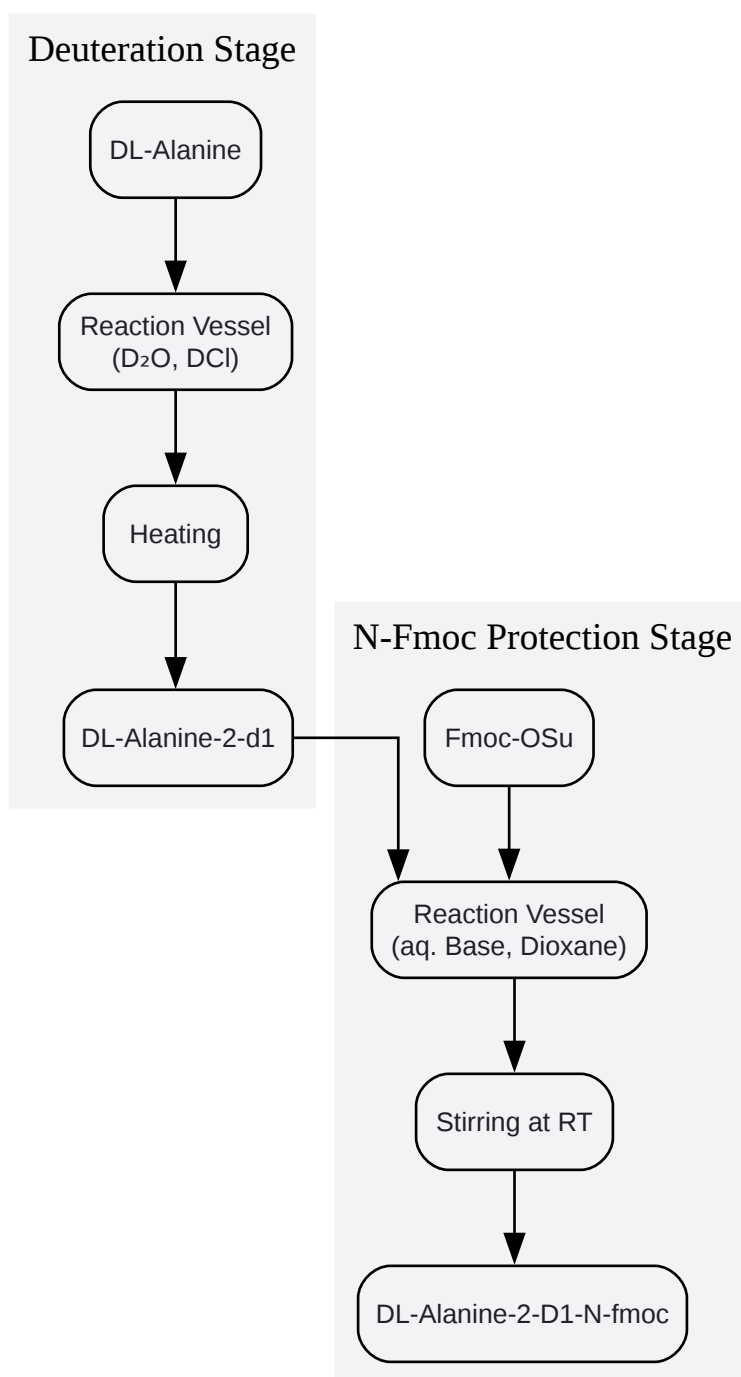 Deuteration Stage
DL-Alanine
Reaction Vessel
(D₂O, DCl)
Heating
DL-Alanine-2-d1
N-Fmoc Protection Stage
Fmoc-OSu
Reaction Vessel
(aq. Base, Dioxane)
Stirring at RT
DL-Alanine-2-D1-N-fmoc